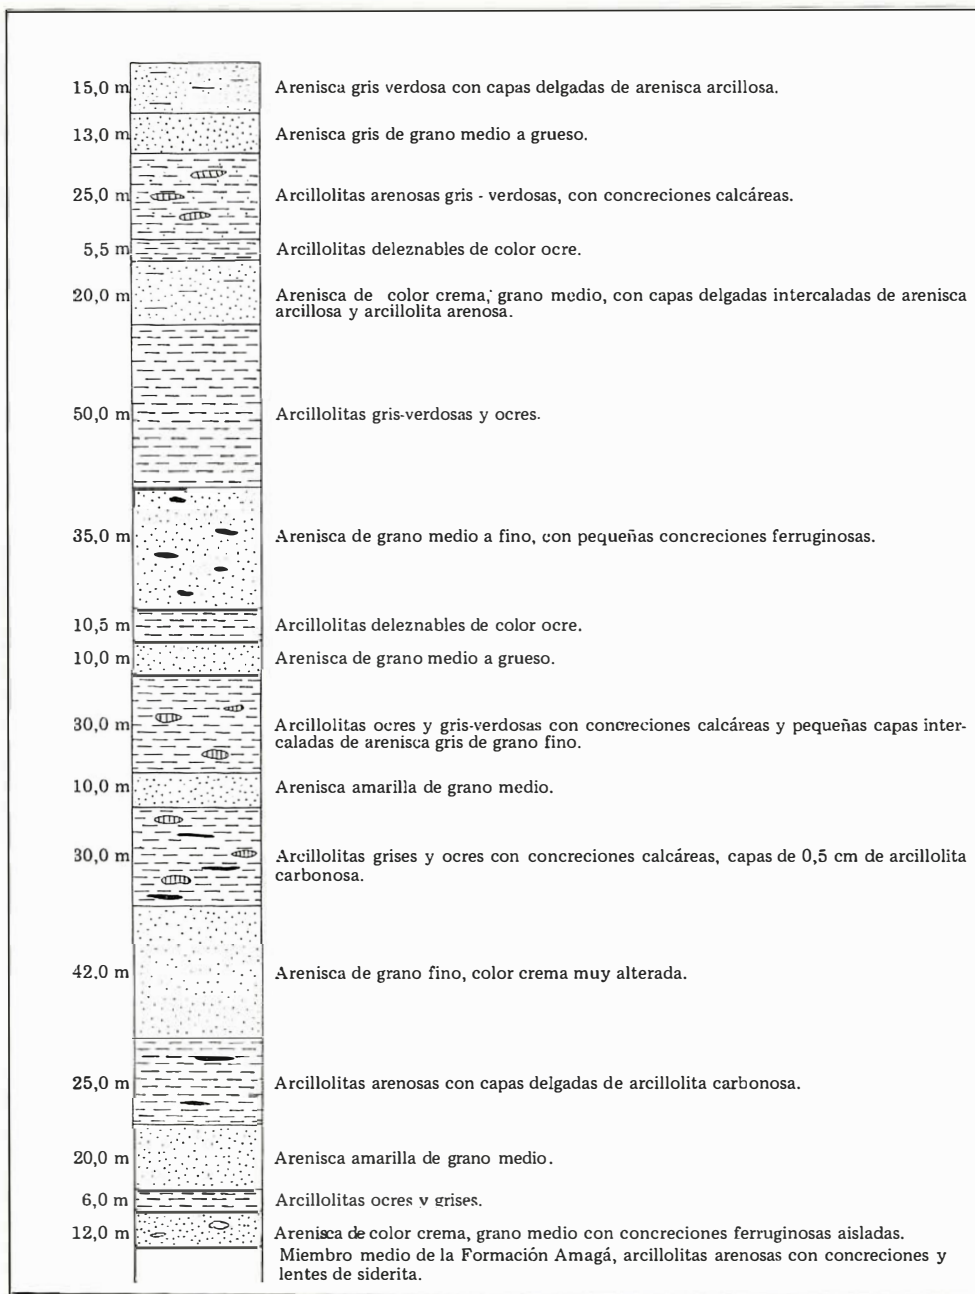 15,0 m Arenisca gris verdosa con capas delgadas de arenisca arcillosa.
13,0 m Arenisca gris de grano medio a grueso.
25,0 m Arcillolitas arenosas gris - verdosas, con concreciones calcáreas.
5,5 m Arcillolitas deleznables de color ocre.
20,0 m Arenisca de color crema, grano medio, con capas delgadas intercaladas de arenisca
arcillosa y arcillolita arenosa.
50,0 m Arcillolitas gris-verdosas y ocres.
35,0 m Arenisca de grano medio a fino, con pequeñas concreciones ferruginosas.
10,5 m Arcillolitas deleznables de color ocre.
10,0 m Arenisca de grano medio a grueso.
30,0 m Arcillolitas ocres y gris-verdosas con concreciones calcáreas y pequeñas capas inter-
caladas de arenisca gris de grano fino.
10,0 m Arenisca amarilla de grano medio.
30,0 m Arcillolitas grises y ocres con concreciones calcáreas, capas de 0,5 cm de arcillolita
carbonosa.
42,0 m Arenisca de grano fino, color crema muy alterada.
25,0 m Arcillolitas arenosas con capas delgadas de arcillolita carbonosa.
20,0 m Arenisca amarilla de grano medio.
6,0 m Arcillolitas ocres y grises.
12,0 m Arenisca de color crema, grano medio con concreciones ferruginosas aisladas.
Miembro medio de la Formación Amagá, arcillolitas arenosas con concreciones y
lentes de siderita.